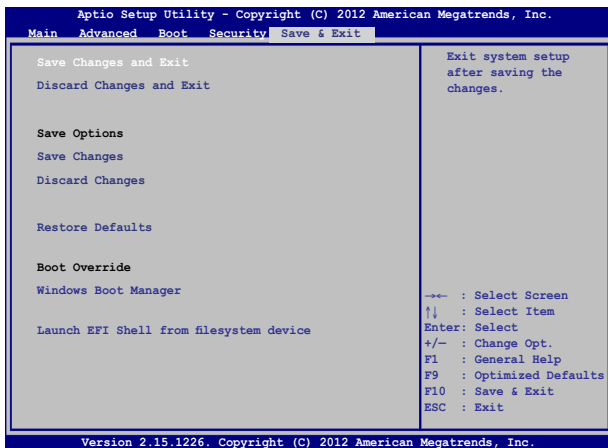 Aptio Setup Utility - Copyright (C) 2012 American Megatrends, Inc.
Main Advanced Boot Security Save & Exit
Save Changes and Exit
Discard Changes and Exit
Save Options
Save Changes
Discard Changes
Restore Defaults
Boot Override
Windows Boot Manager
Launch EFI Shell from filesystem device
Exit system setup
after saving the
changes.
→← : Select Screen
↑↓ : Select Item
Enter: Select
+/— : Change Opt.
F1 : General Help
F9 : Optimized Defaults
F10 : Save & Exit
ESC : Exit
Version 2.15.1226. Copyright (C) 2012 American Megatrends, Inc.